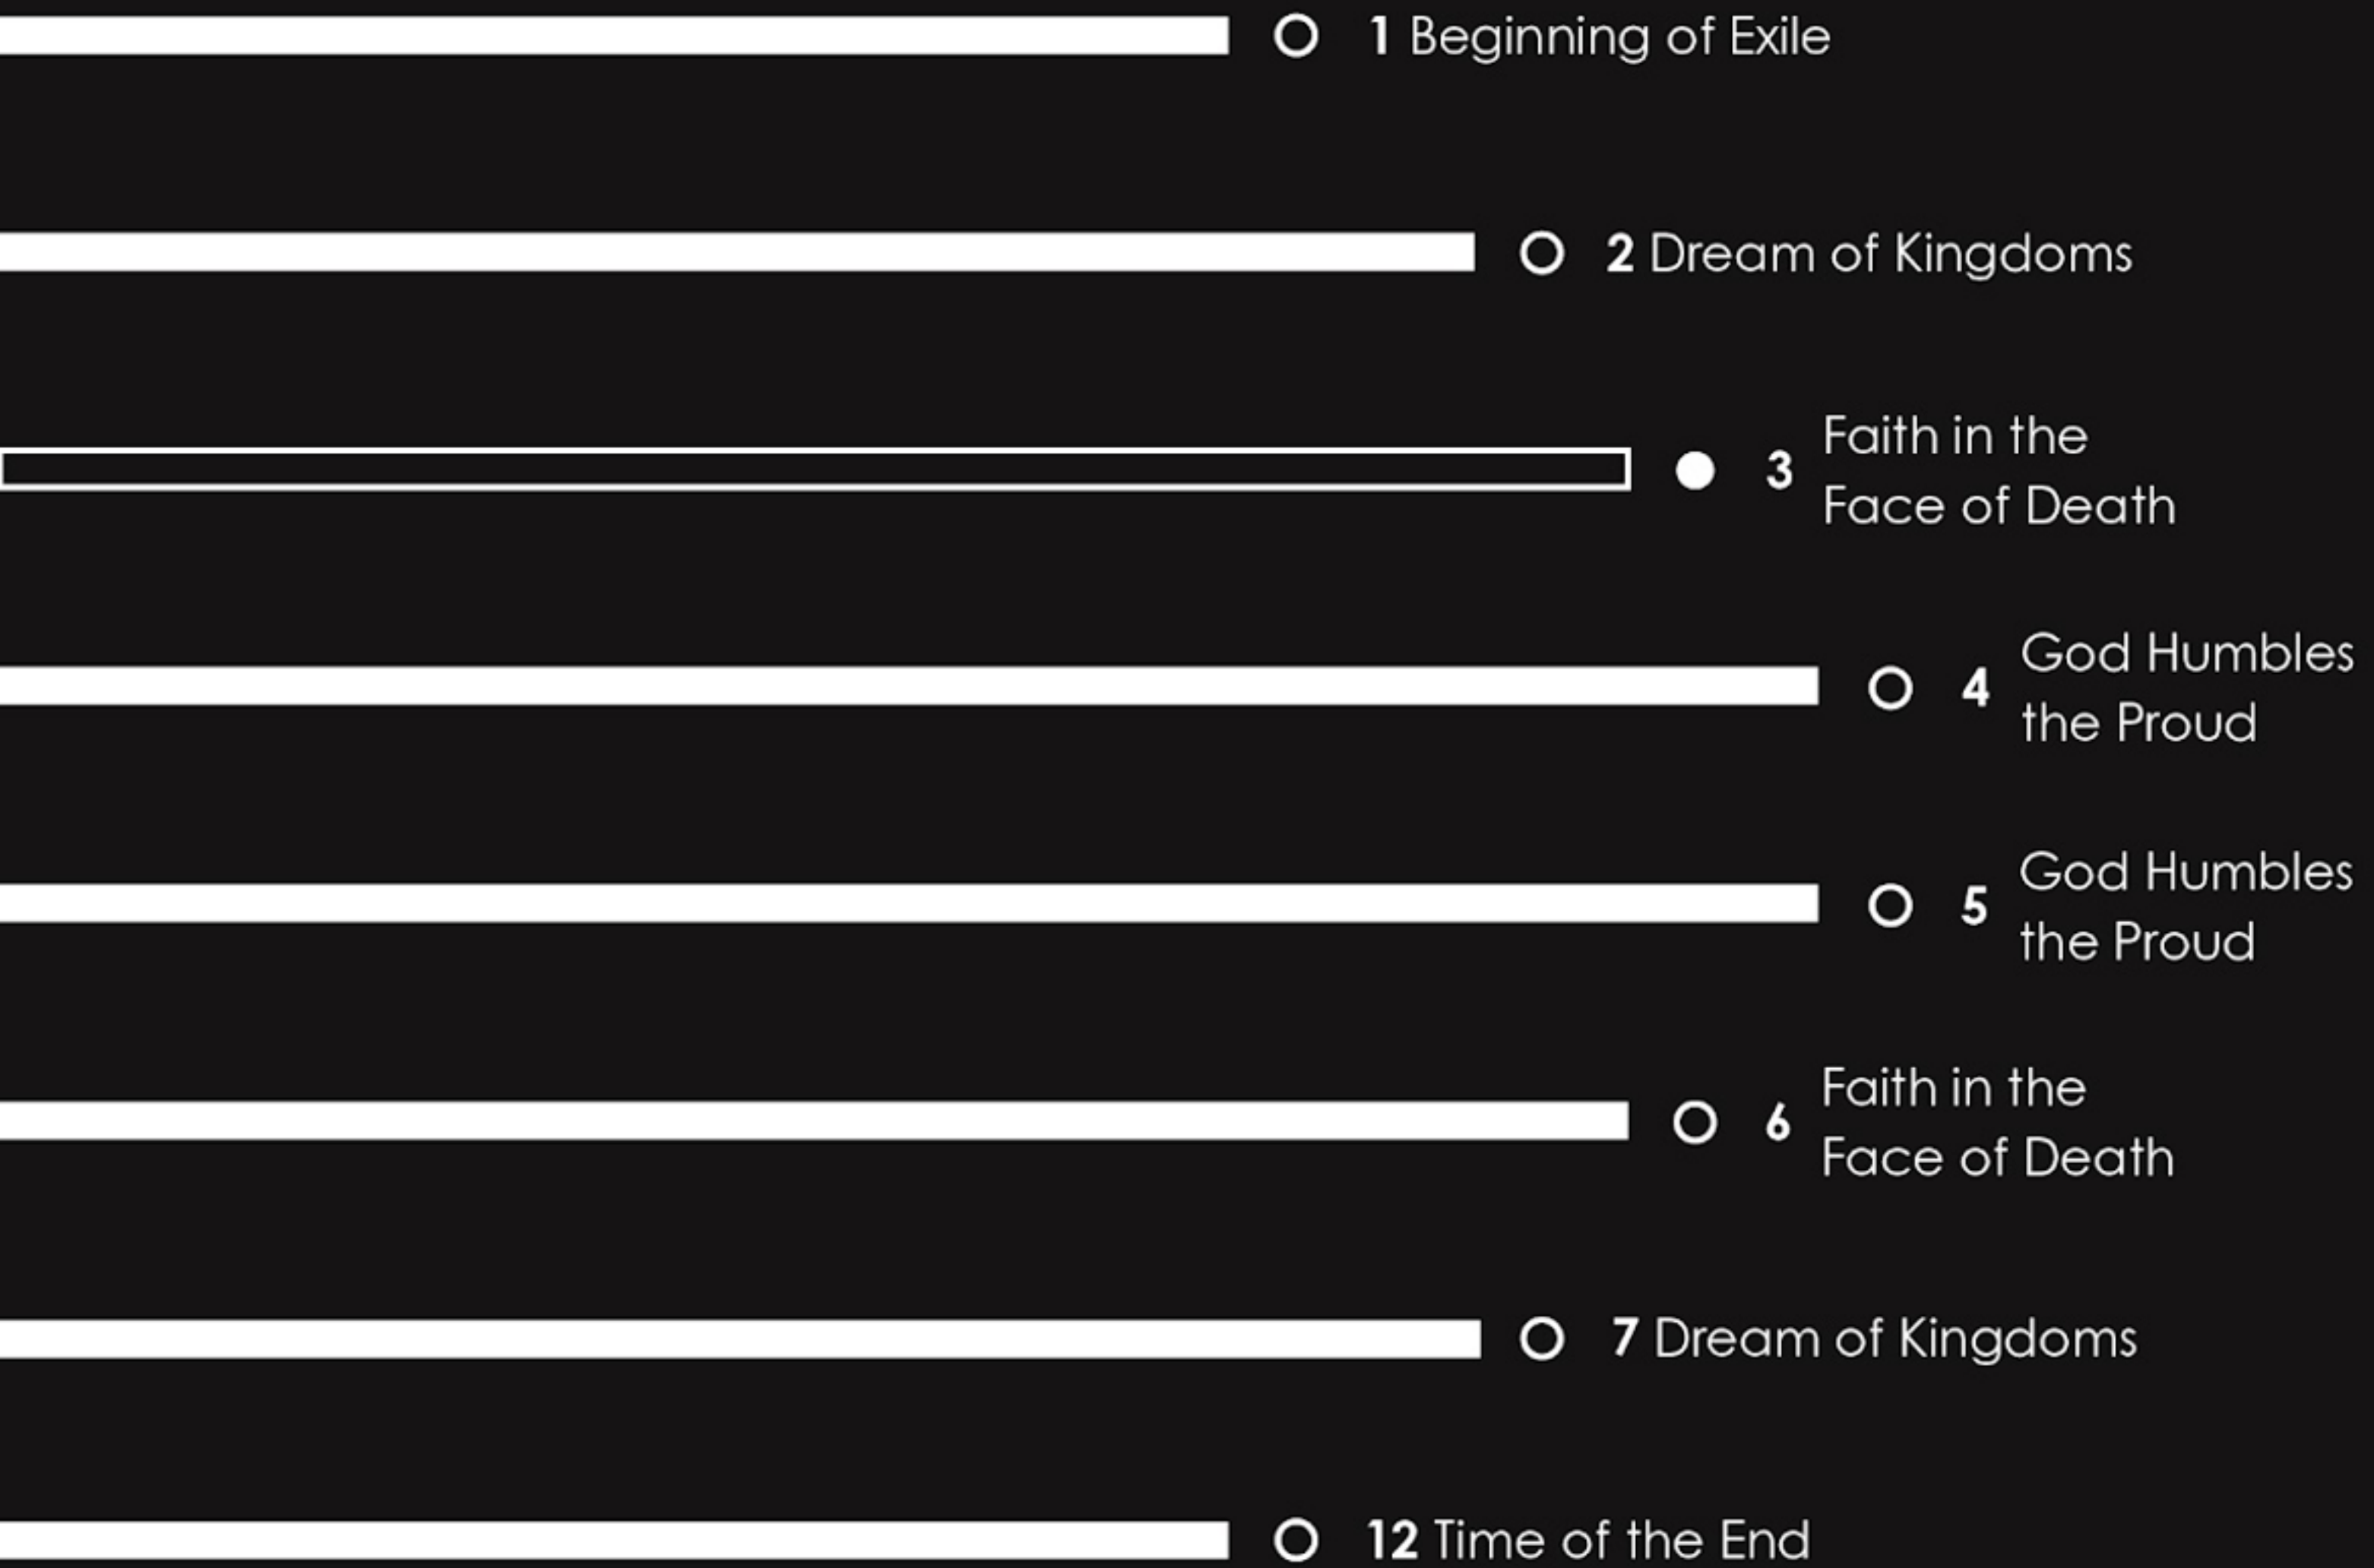 1 Beginning of Exile
2 Dream of Kingdoms
3 Faith in the
Face of Death
4 God Humbles
the Proud
5 God Humbles
the Proud
6 Faith in the
Face of Death
7 Dream of Kingdoms
12 Time of the End